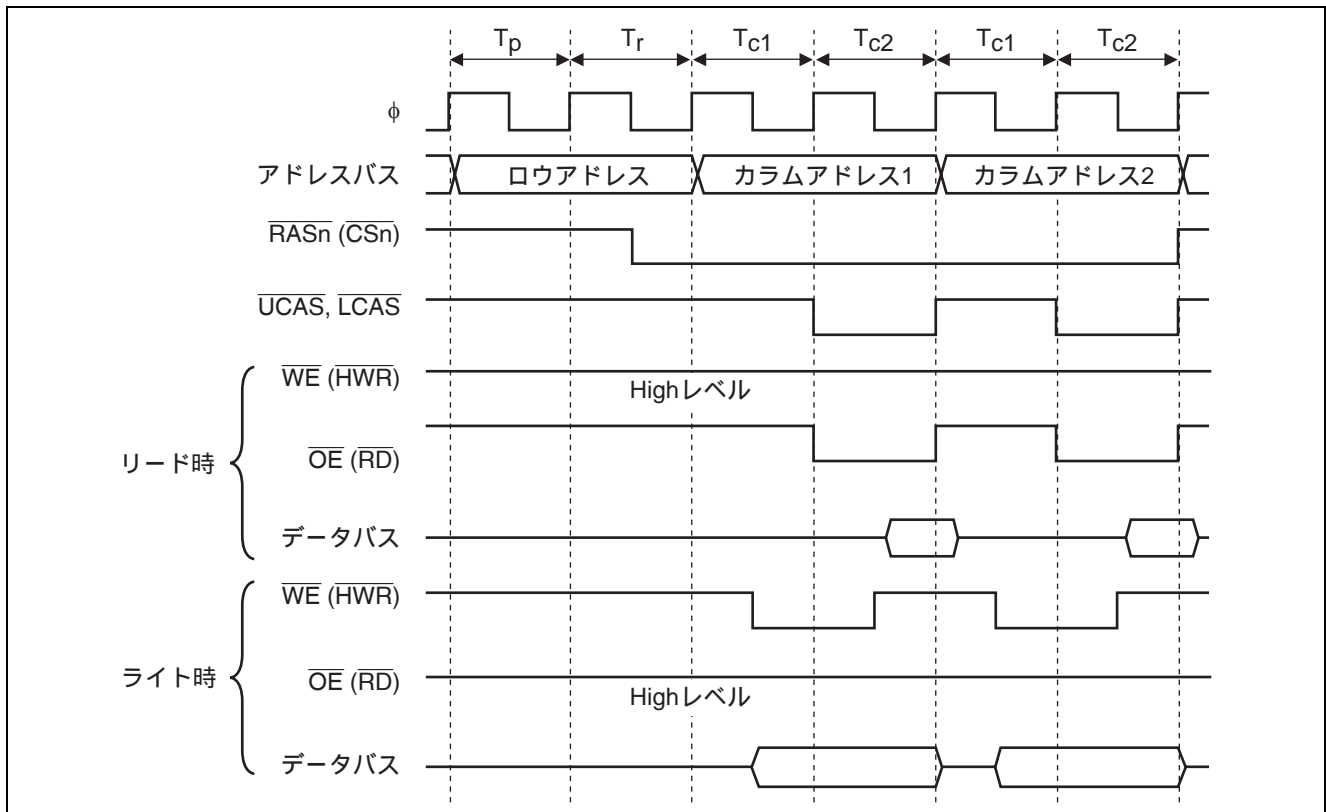 Tp Tr Tc1 Tc2 Tc1 Tc2
φ
アドレスバス ロウアドレス カラムアドレス1 カラムアドレス2
RASn (CSn)
UCAS, LCAS
リード時
WE (HWR) Highレベル
OE (RD)
データバス
ライト時
WE (HWR)
OE (RD) Highレベル
データバス